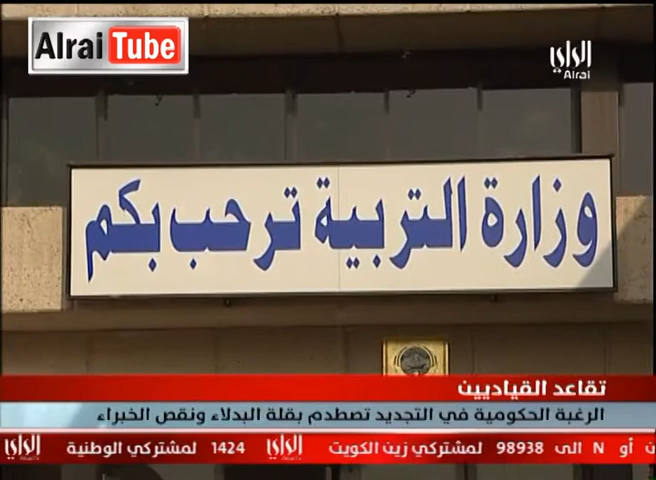 Alrai Tube
الراي
Alrai
وزارة التربية ترحب بكم
تقاعد القياديين
الرغبة الحكومية في التجديد تصطدم بقلة البدلاء ونقص الخبراء
ن أو N الى 98938 لمشتركي زين الكويت الراي 1424 لمشتركي الوطنية الراي